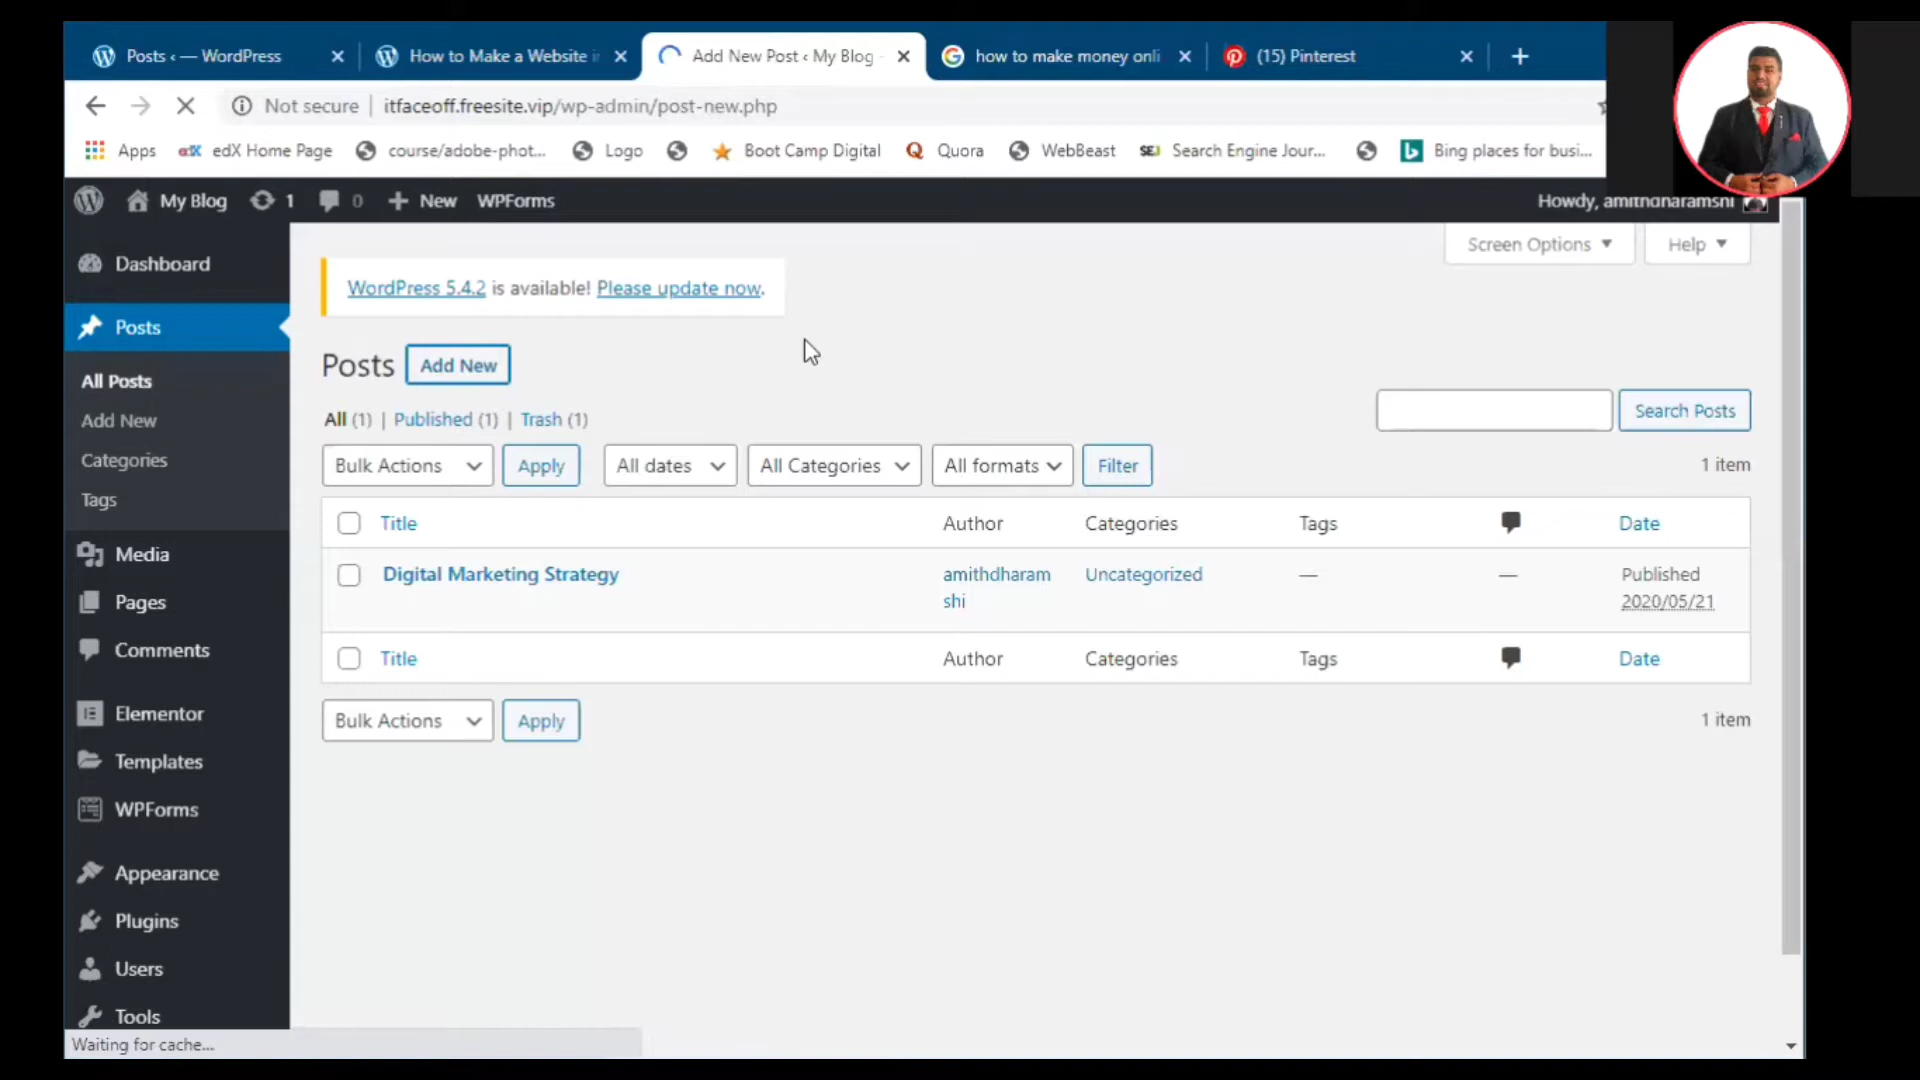 Posts ‹ — WordPress
How to Make a Website i
Add New Post ‹ My Blog -
how to make money onli
(15) Pinterest
Not secure | itfaceoff.freesite.vip/wp-admin/post-new.php
Apps
edX Home Page
course/adobe-phot...
Logo
Boot Camp Digital
Quora
WebBeast
SEJ Search Engine Jour...
Bing places for busi...
My Blog
1
0
New
WPForms
Howdy, amithdharamshi
Screen Options
Help
Dashboard
Posts
All Posts
Add New
Categories
Tags
Media
Pages
Comments
Elementor
Templates
WPForms
Appearance
Plugins
Users
Tools
WordPress 5.4.2 is available! Please update now.
Posts
Add New
All (1) | Published (1) | Trash (1)
Search Posts
Bulk Actions
Apply
All dates
All Categories
All formats
Filter
1 item
Title
Author
Categories
Tags
Date
Digital Marketing Strategy
amithdharam
shi
Uncategorized
—
—
Published
2020/05/21
Title
Author
Categories
Tags
Date
Bulk Actions
Apply
1 item
Waiting for cache...